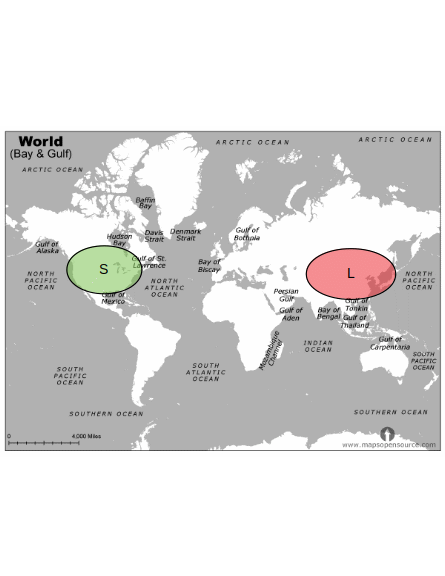 World
(Bay & Gulf)
ARCTIC OCEAN
ARCTIC OCEAN
ARCTIC OCEAN
Baffin
Bay
Davis
Strait
Denmark
Strait
Gulf of
Bothnia
Hudson
Bay
Gulf of
Alaska
S
Gulf of St.
Lawrence
Bay of
Biscay
L
NORTH
PACIFIC
OCEAN
NORTH
ATLANTIC
OCEAN
NORTH
PACIFIC
OCEAN
Gulf of
Mexico
Persian
Gulf
Gulf of
Aden
Bay of
Bengal
Gulf of
Tonkin
Gulf of
Thailand
Mozambique
Channel
INDIAN
OCEAN
Gulf of
Carpentaria
SOUTH
PACIFIC
OCEAN
SOUTH
ATLANTIC
OCEAN
SOUTH
PACIFIC
OCEAN
SOUTHERN OCEAN
SOUTHERN OCEAN
0 4,000 Miles
www.mapsopensource.com